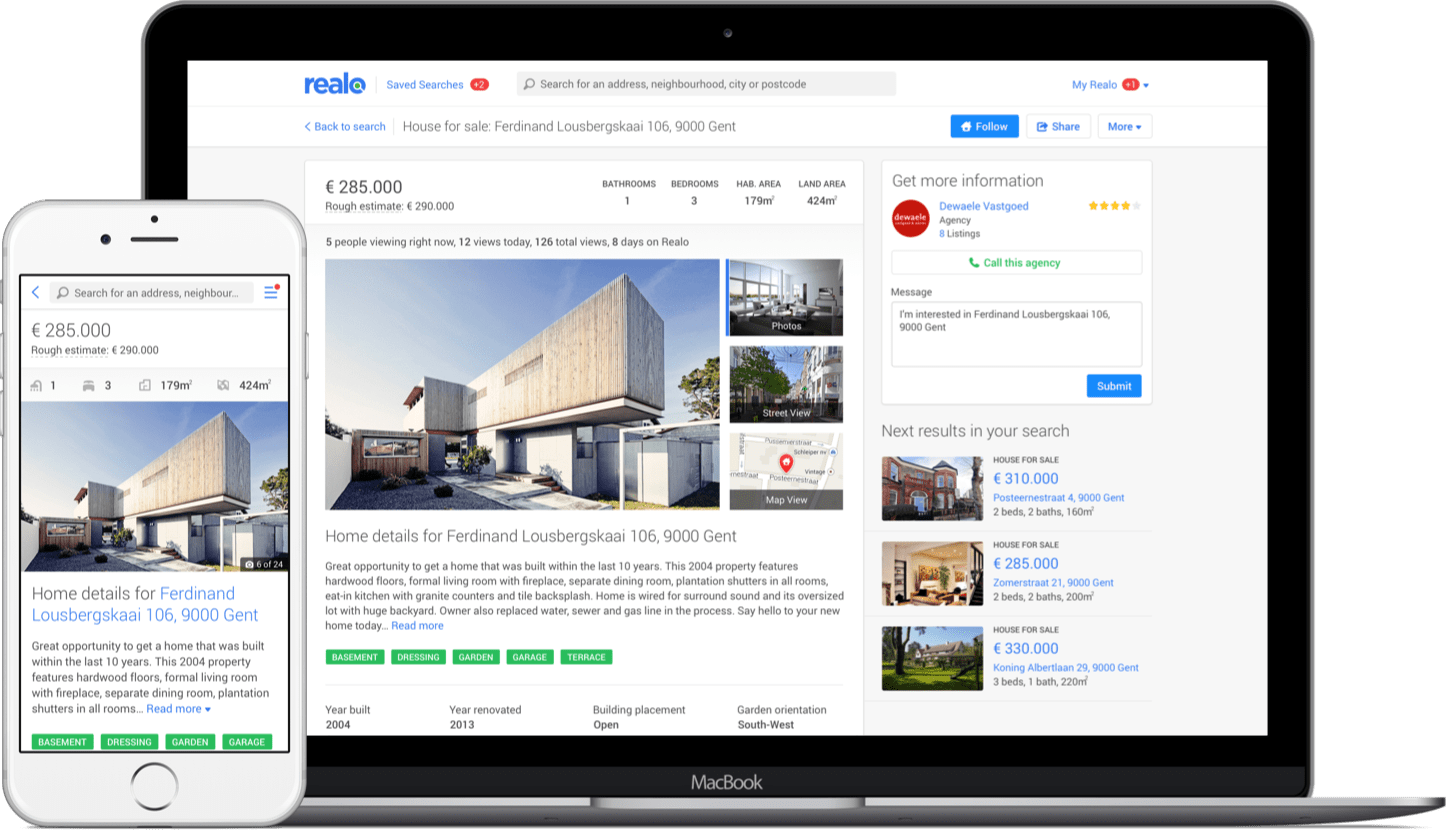 realo
Saved Searches +2
Search for an address, neighbourhood, city or postcode
My Realo +1
Back to search
House for sale: Ferdinand Lousbergskaai 106, 9000 Gent
Follow
Share
More
€ 285.000
Rough estimate: € 290.000
BATHROOMS
1
BEDROOMS
3
HAB. AREA
179m²
LAND AREA
424m²
5 people viewing right now, 12 views today, 126 total views, 8 days on Realo
Photos
Street View
Posteernestraat
Schleiper nv
Vintage
Posteernestraat
Map View
Home details for Ferdinand Lousbergskaai 106, 9000 Gent
Great opportunity to get a home that was built within the last 10 years. This 2004 property features
hardwood floors, formal living room with fireplace, separate dining room, plantation shutters in all rooms,
eat-in kitchen with granite counters and tile backsplash. Home is wired for surround sound and its oversized
lot with huge backyard. Owner also replaced water, sewer and gas line in the process. Say hello to your new
home today... Read more
BASEMENT
DRESSING
GARDEN
GARAGE
TERRACE
Year built
2004
Year renovated
2013
Building placement
Open
Garden orientation
South-West
Get more information
dewaele
Dewaele Vastgoed
Agency
8 Listings
Call this agency
Message
I'm interested in Ferdinand Lousbergskaai 106,
9000 Gent
Submit
Next results in your search
HOUSE FOR SALE
€ 310.000
Posteernestraat 4, 9000 Gent
2 beds, 2 baths, 160m²
HOUSE FOR SALE
€ 285.000
Zomerstraat 21, 9000 Gent
2 beds, 2 baths, 200m²
HOUSE FOR SALE
€ 330.000
Koning Albertlaan 29, 9000 Gent
3 beds, 1 bath, 220m²
MacBook
Search for an address, neighbour...
€ 285.000
Rough estimate: € 290.000
1
3
179m²
424m²
6 of 24
Home details for Ferdinand
Lousbergskaai 106, 9000 Gent
Great opportunity to get a home that was built
within the last 10 years. This 2004 property
features hardwood floors, formal living room
with fireplace, separate dining room, plantation
shutters in all rooms... Read more
BASEMENT
DRESSING
GARDEN
GARAGE